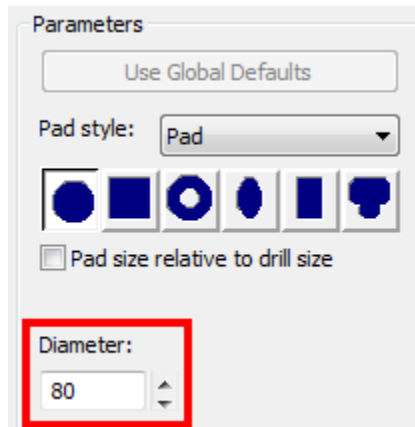 Parameters
Use Global Defaults
Pad style: Pad
Pad size relative to drill size
Diameter:
80